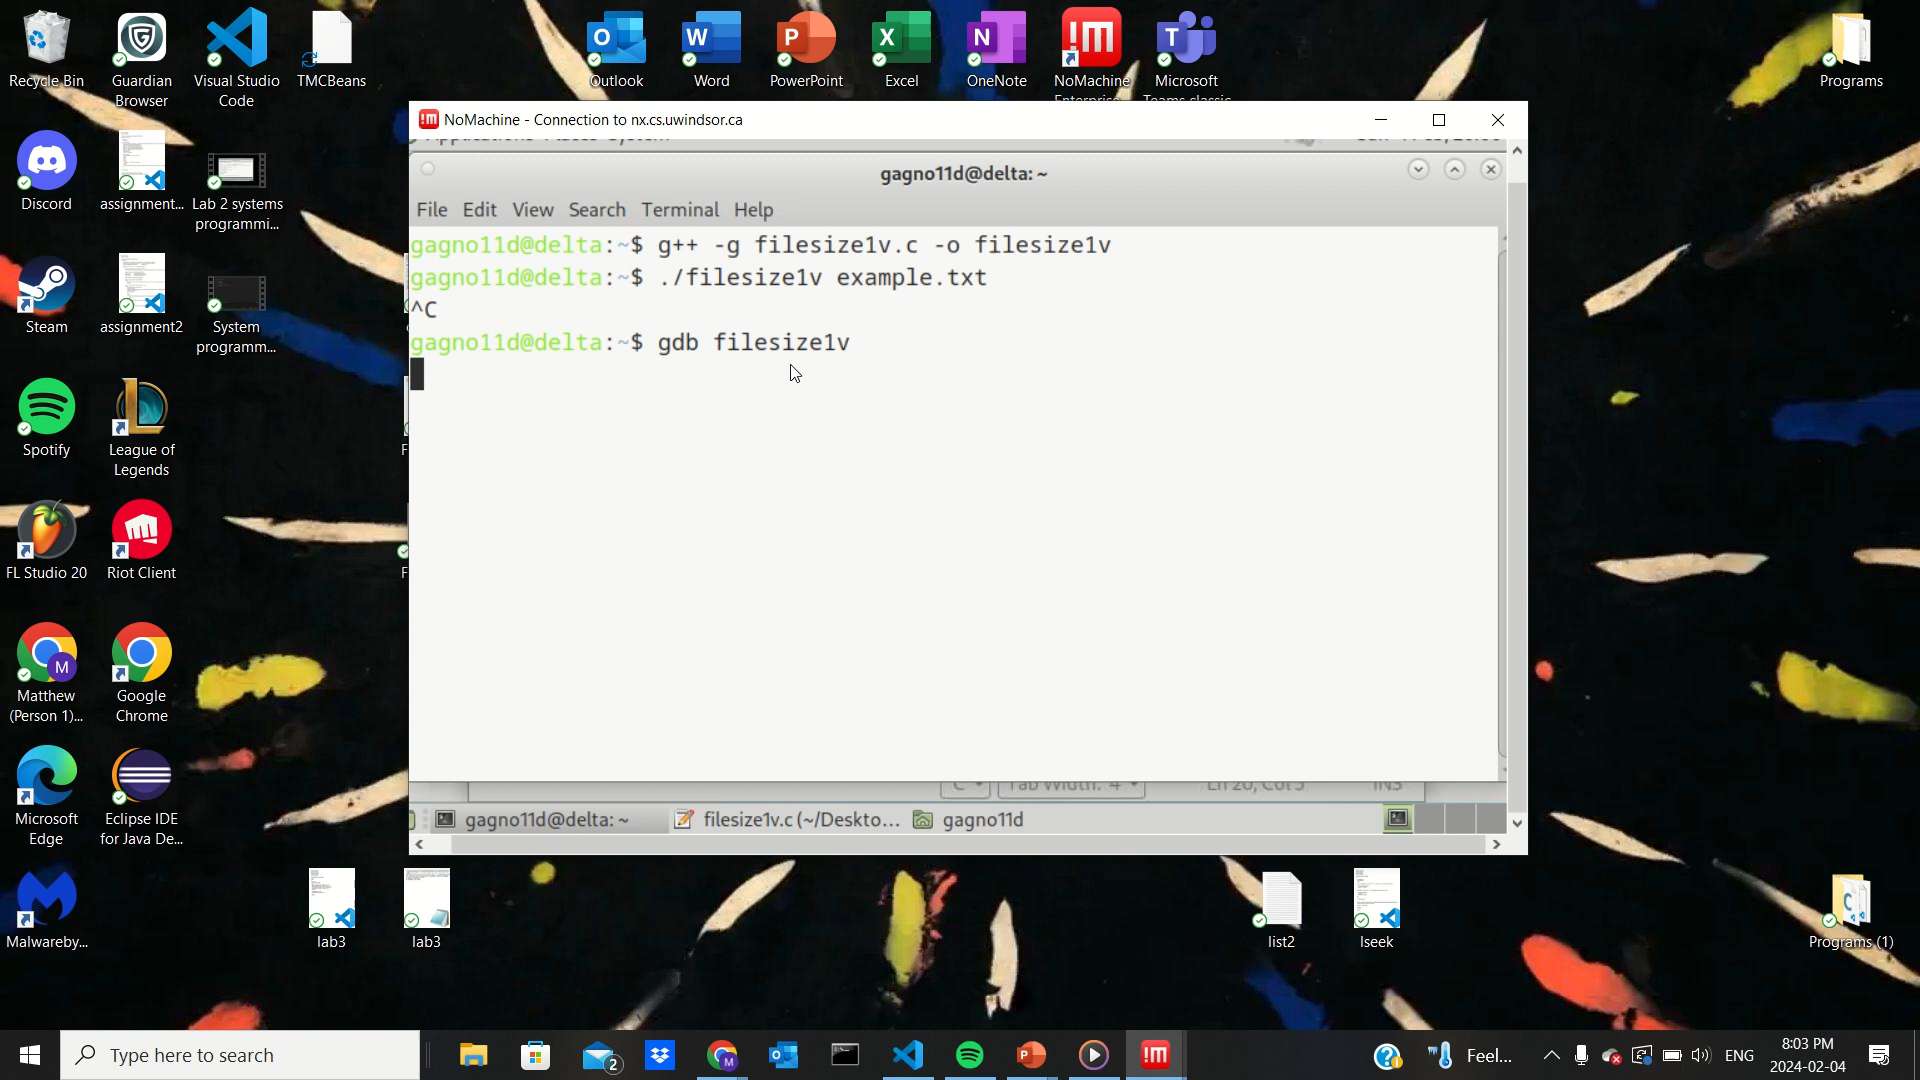 Recycle Bin
Guardian
Browser
Visual Studio
Code
TMCBeans
Outlook
Word
PowerPoint
Excel
OneNote
NoMachine
Microsoft
Programs
NoMachine - Connection to nx.cs.uwindsor.ca
gagno11d@delta: ~
File Edit View Search Terminal Help
gagno11d@delta:~$ g++ -g filesize1v.c -o filesize1v
gagno11d@delta:~$ ./filesize1v example.txt
^C
gagno11d@delta:~$ gdb filesize1v
Discord
assignment...
Lab 2 systems
programmi...
Steam
assignment2
System
programm...
Spotify
League of
Legends
FL Studio 20
Riot Client
Matthew
(Person 1)...
Google
Chrome
Microsoft
Edge
Eclipse IDE
for Java De...
gagno11d@delta: ~
filesize1v.c (~/Deskto...
gagno11d
Malwareby...
lab3
lab3
list2
lseek
Programs (1)
Type here to search
2
Feel...
ENG
8:03 PM
2024-02-04